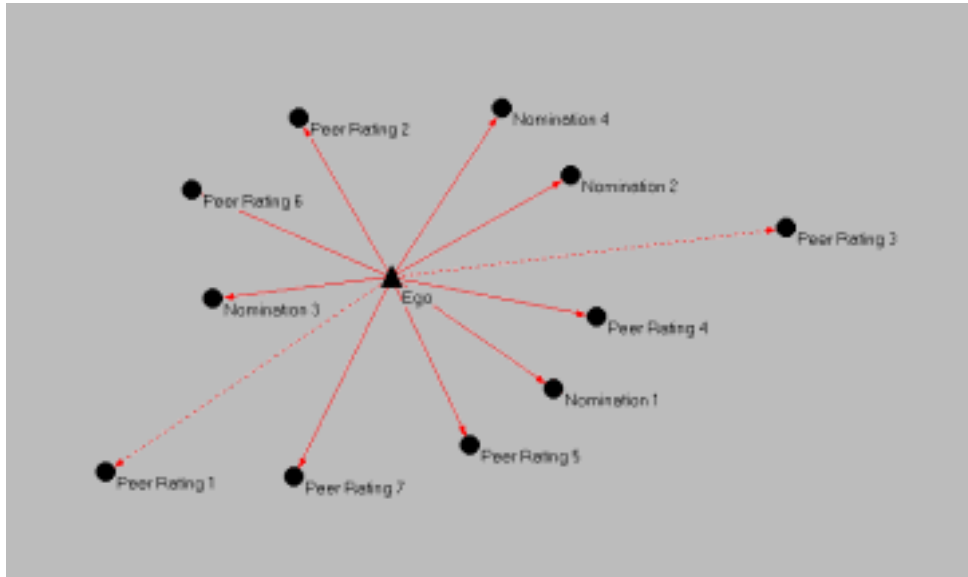 Nomination 4
Peer Rating 2
Nomination 2
Peer Rating 6
Peer Rating 3
Ego
Nomination 3
Peer Rating 4
Nomination 1
Peer Rating 5
Peer Rating 1
Peer Rating 7